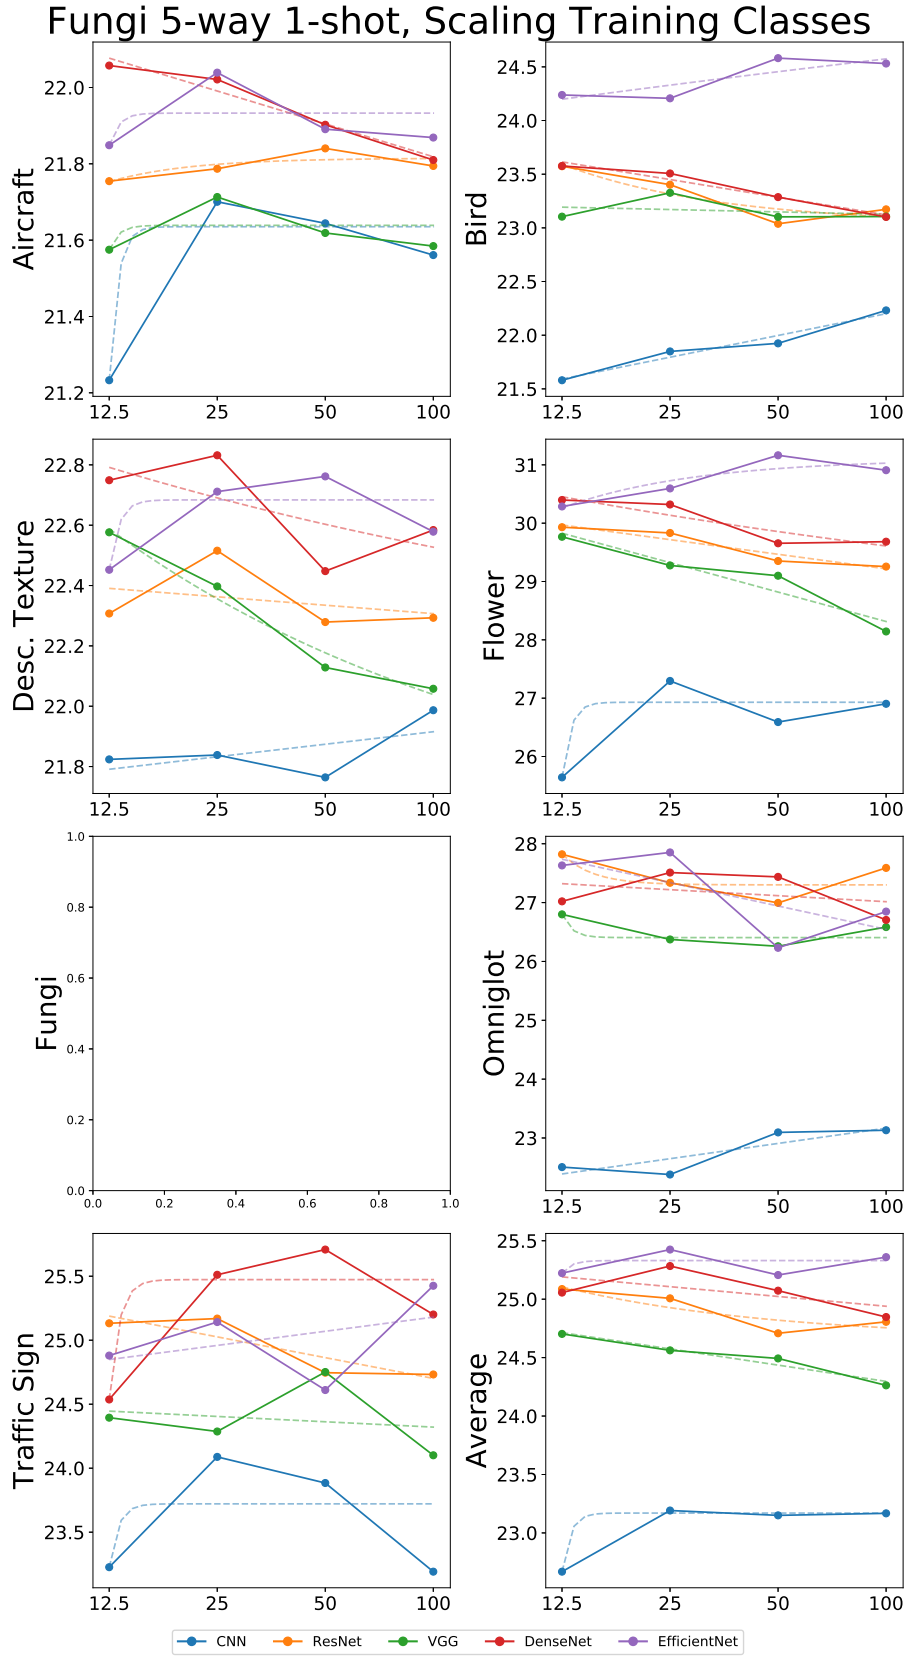 Fungi 5-way 1-shot, Scaling Training Classes
Aircraft
22.0
21.8
21.6
21.4
21.2
12.5 25 50 100
Bird
24.5
24.0
23.5
23.0
22.5
22.0
21.5
12.5 25 50 100
Desc. Texture
22.8
22.6
22.4
22.2
22.0
21.8
12.5 25 50 100
Flower
31
30
29
28
27
26
12.5 25 50 100
Fungi
1.0
0.8
0.6
0.4
0.2
0.0
0.0 0.2 0.4 0.6 0.8 1.0
Omniglot
28
27
26
25
24
23
12.5 25 50 100
Traffic Sign
25.5
25.0
24.5
24.0
23.5
12.5 25 50 100
Average
25.5
25.0
24.5
24.0
23.5
23.0
12.5 25 50 100
CNN ResNet VGG DenseNet EfficientNet